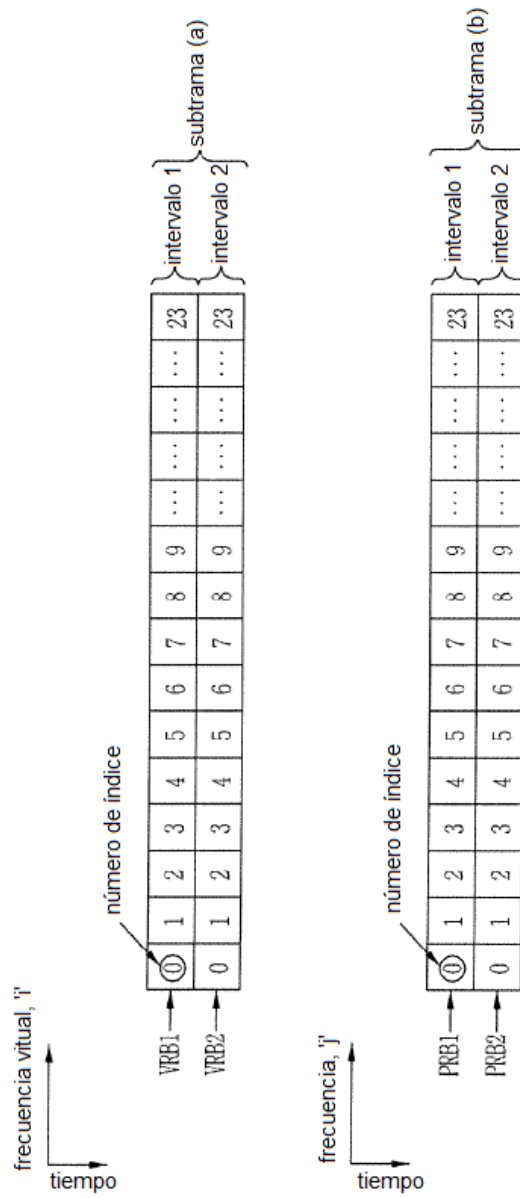 frecuencia vitual, 'i'
tiempo
número de índice
VRB1
0 1 2 3 4 5 6 7 8 9 ... ... ... ... 23
VRB2
0 1 2 3 4 5 6 7 8 9 ... ... ... ... 23
intervalo 1
intervalo 2
subtrama (a)
frecuencia, 'j'
tiempo
número de índice
PRB1
0 1 2 3 4 5 6 7 8 9 ... ... ... ... 23
PRB2
0 1 2 3 4 5 6 7 8 9 ... ... ... ... 23
intervalo 1
intervalo 2
subtrama (b)